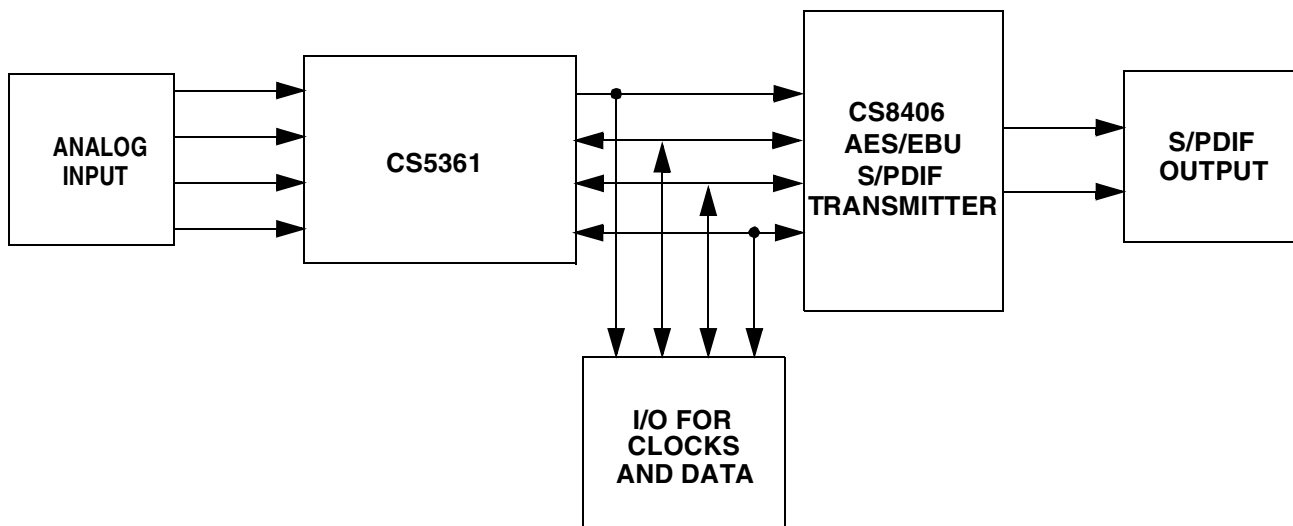 ANALOG
INPUT
CS5361
CS8406
AES/EBU
S/PDIF
TRANSMITTER
S/PDIF
OUTPUT
I/O FOR
CLOCKS
AND DATA